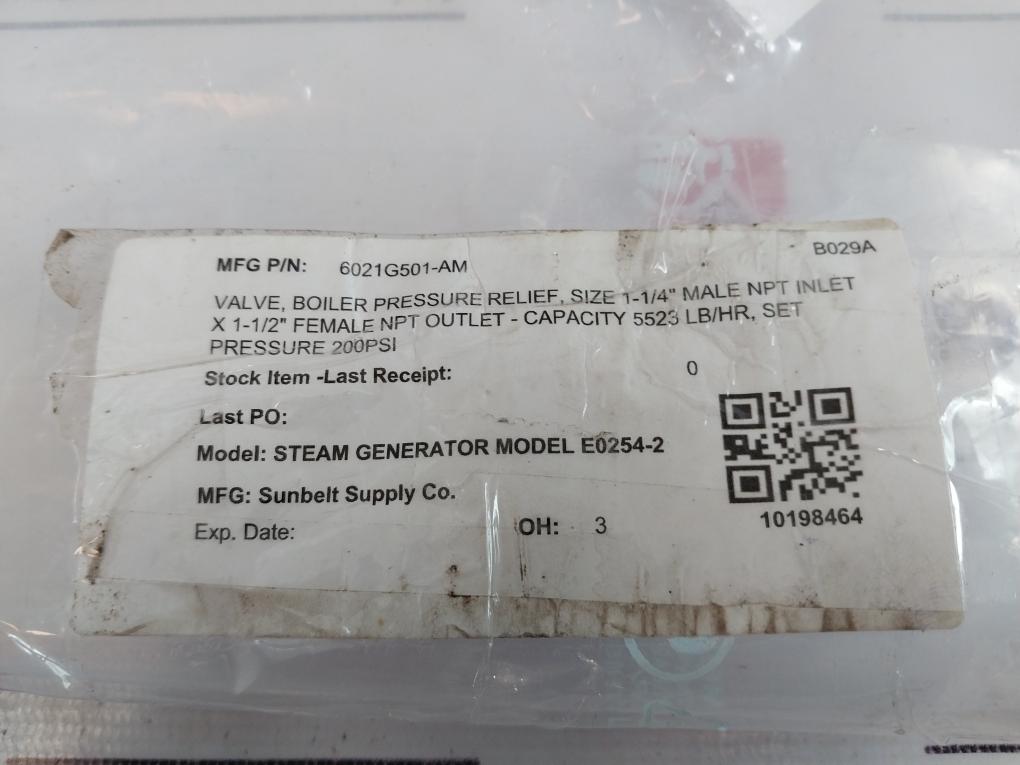 B029A
MFG P/N: 6021G501-AM
VALVE, BOILER PRESSURE RELIEF, SIZE 1-1/4" MALE NPT INLET
X 1-1/2" FEMALE NPT OUTLET - CAPACITY 5523 LB/HR, SET
PRESSURE 200PSI
Stock Item -Last Receipt: 0
Last PO:
Model: STEAM GENERATOR MODEL E0254-2
MFG: Sunbelt Supply Co.
10198464
Exp. Date: OH: 3